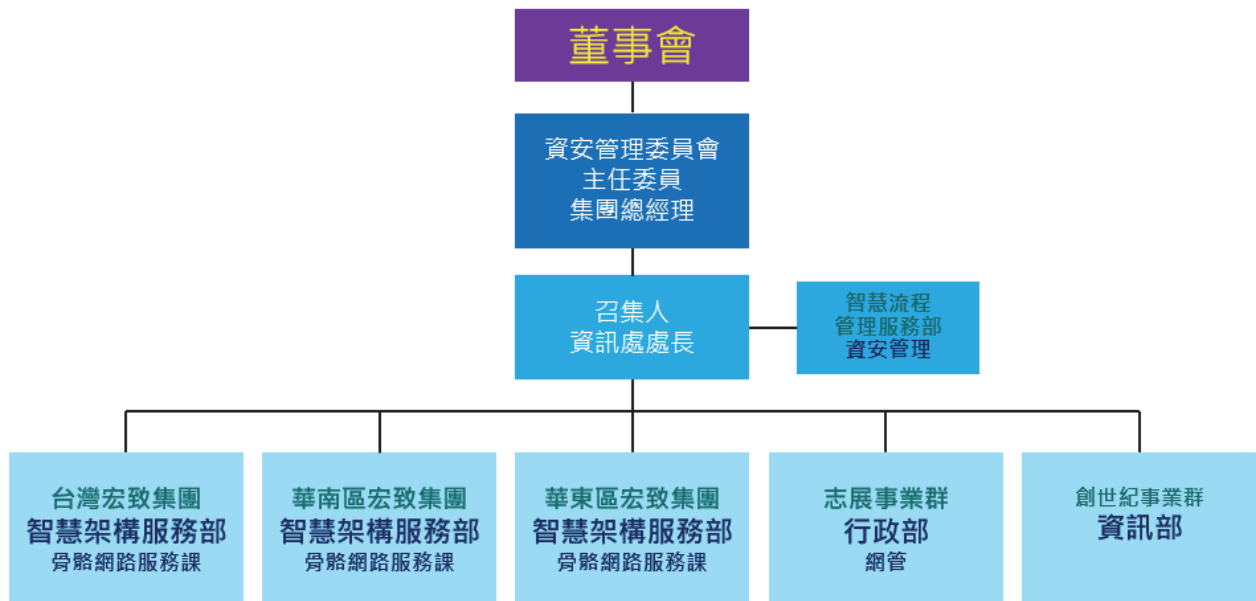 董事會
資安管理委員會
主任委員
集團總經理
召集人
資訊處處長
智慧流程
管理服務部
資安管理
台灣宏致集團
智慧架構服務部
骨骼網路服務課
華南區宏致集團
智慧架構服務部
骨骼網路服務課
華東區宏致集團
智慧架構服務部
骨骼網路服務課
志展事業群
行政部
網管
創世紀事業群
資訊部